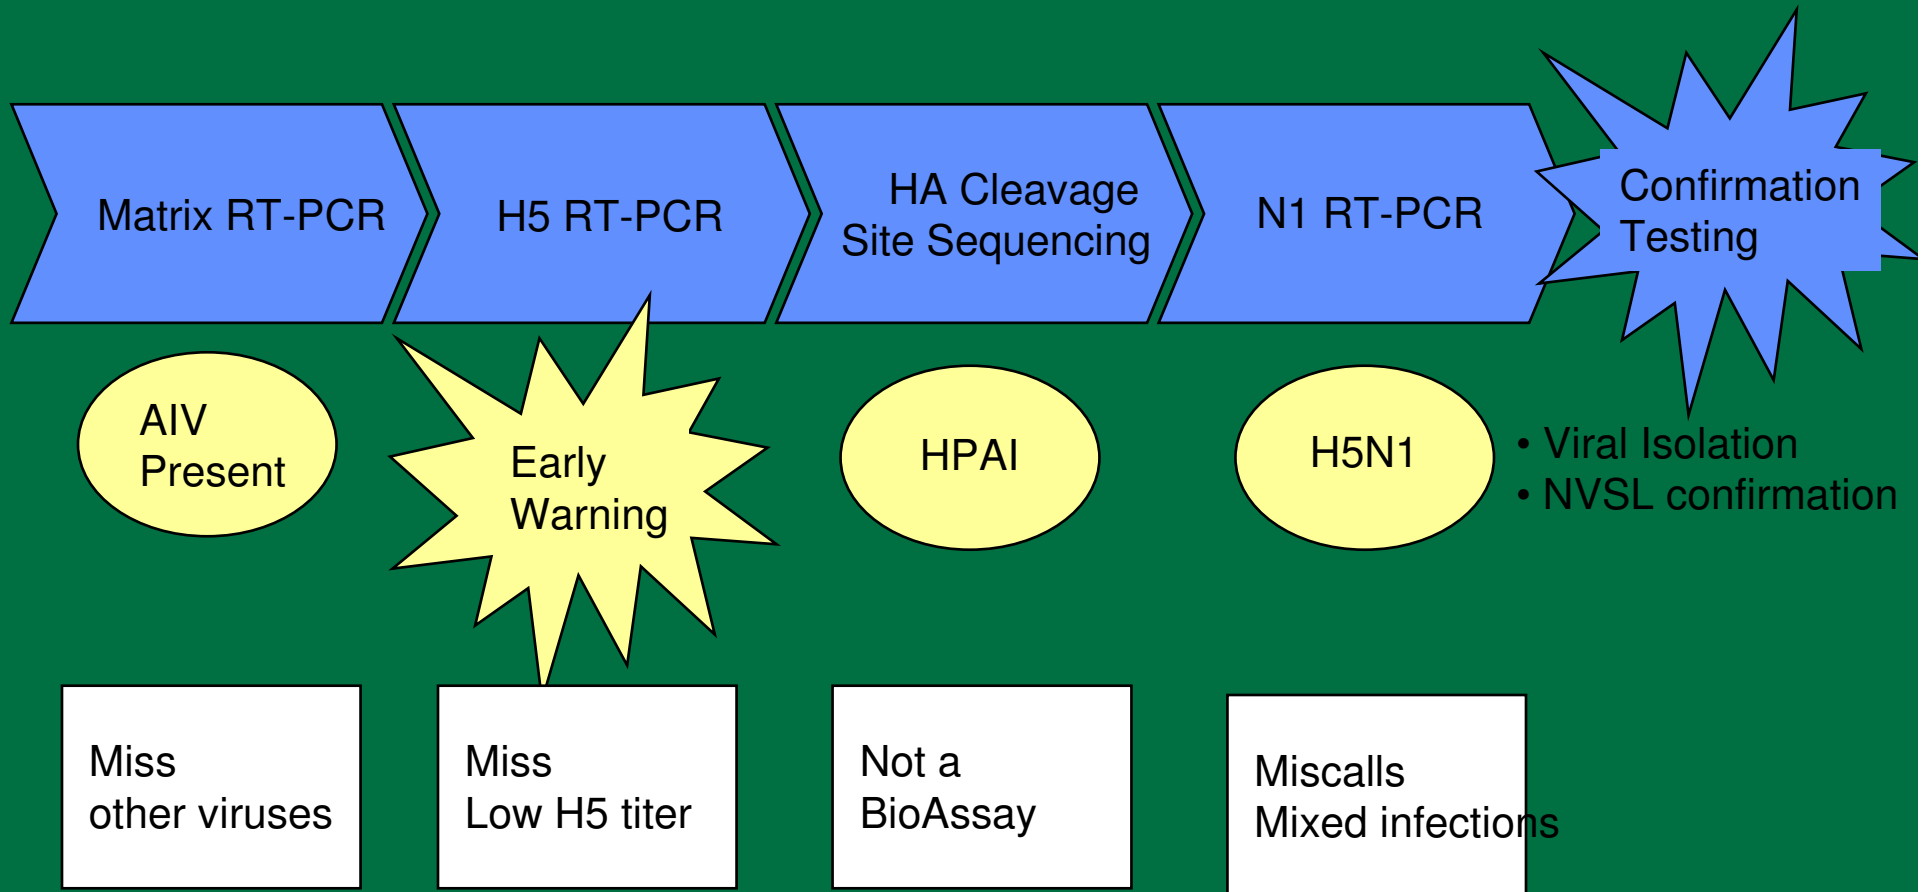 Matrix RT-PCR
H5 RT-PCR
HA Cleavage
Site Sequencing
N1 RT-PCR
Confirmation
Testing
AIV
Present
Early
Warning
HPAI
H5N1
• Viral Isolation
• NVSL confirmation
Miss
other viruses
Miss
Low H5 titer
Not a
BioAssay
Miscalls
Mixed infections